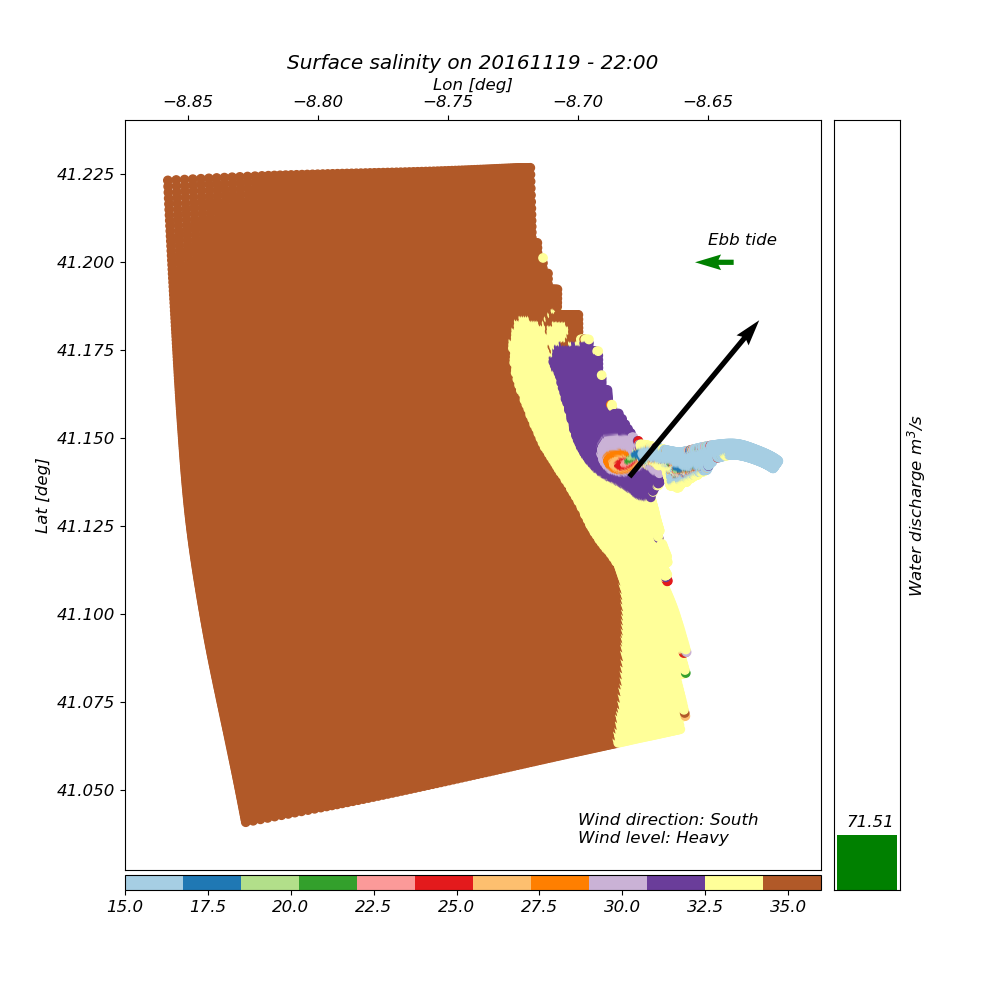 Surface salinity on 20161119 - 22:00
Lon [deg]
−8.85 −8.80 −8.75 −8.70 −8.65
41.225
41.200
41.175
41.150
41.125
41.100
41.075
41.050
Lat [deg]
Ebb tide
Wind direction: South
Wind level: Heavy
15.0 17.5 20.0 22.5 25.0 27.5 30.0 32.5 35.0
71.51
Water discharge m³/s